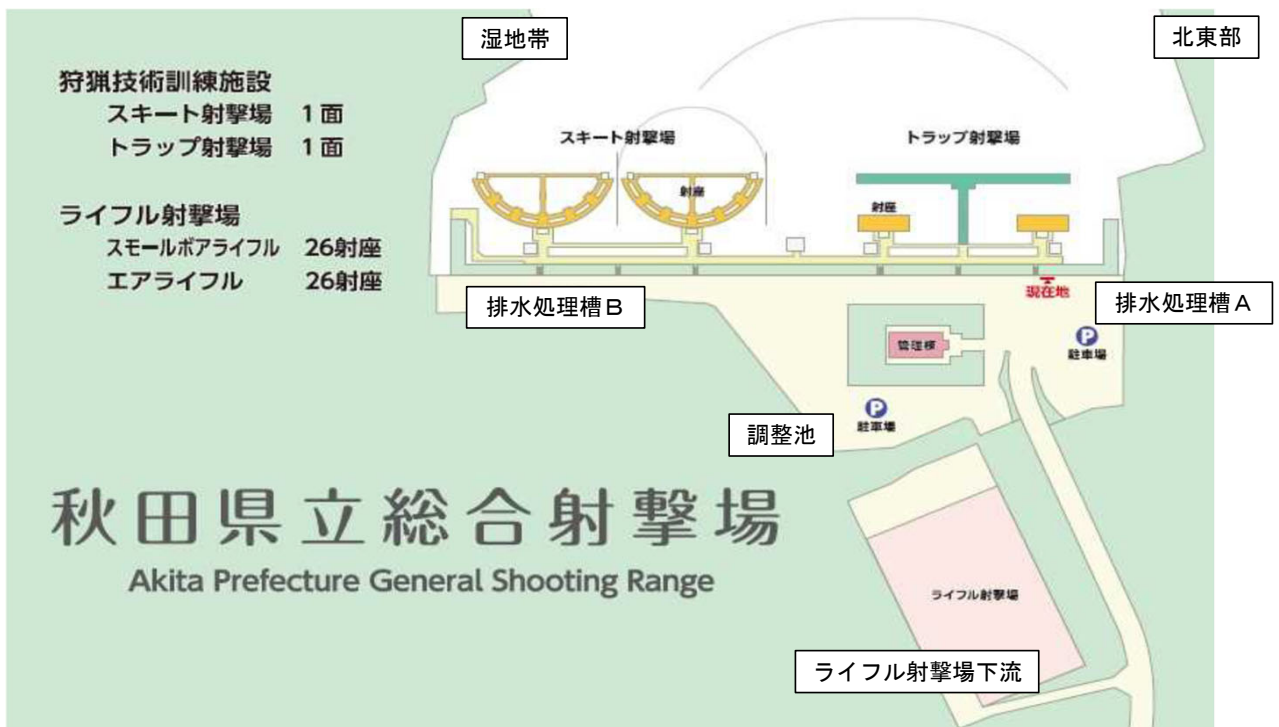 湿地帯
北東部
狩猟技術訓練施設
スキート射撃場 1面
トラップ射撃場 1面
ライフル射撃場
スモールボアライフル 26射座
エアライフル 26射座
スキート射撃場
トラップ射撃場
射座
射座
現在地
排水処理槽B
排水処理槽A
管理棟
P
駐車場
P
駐車場
調整池
秋田県立総合射撃場
Akita Prefecture General Shooting Range
ライフル射撃場
ライフル射撃場下流